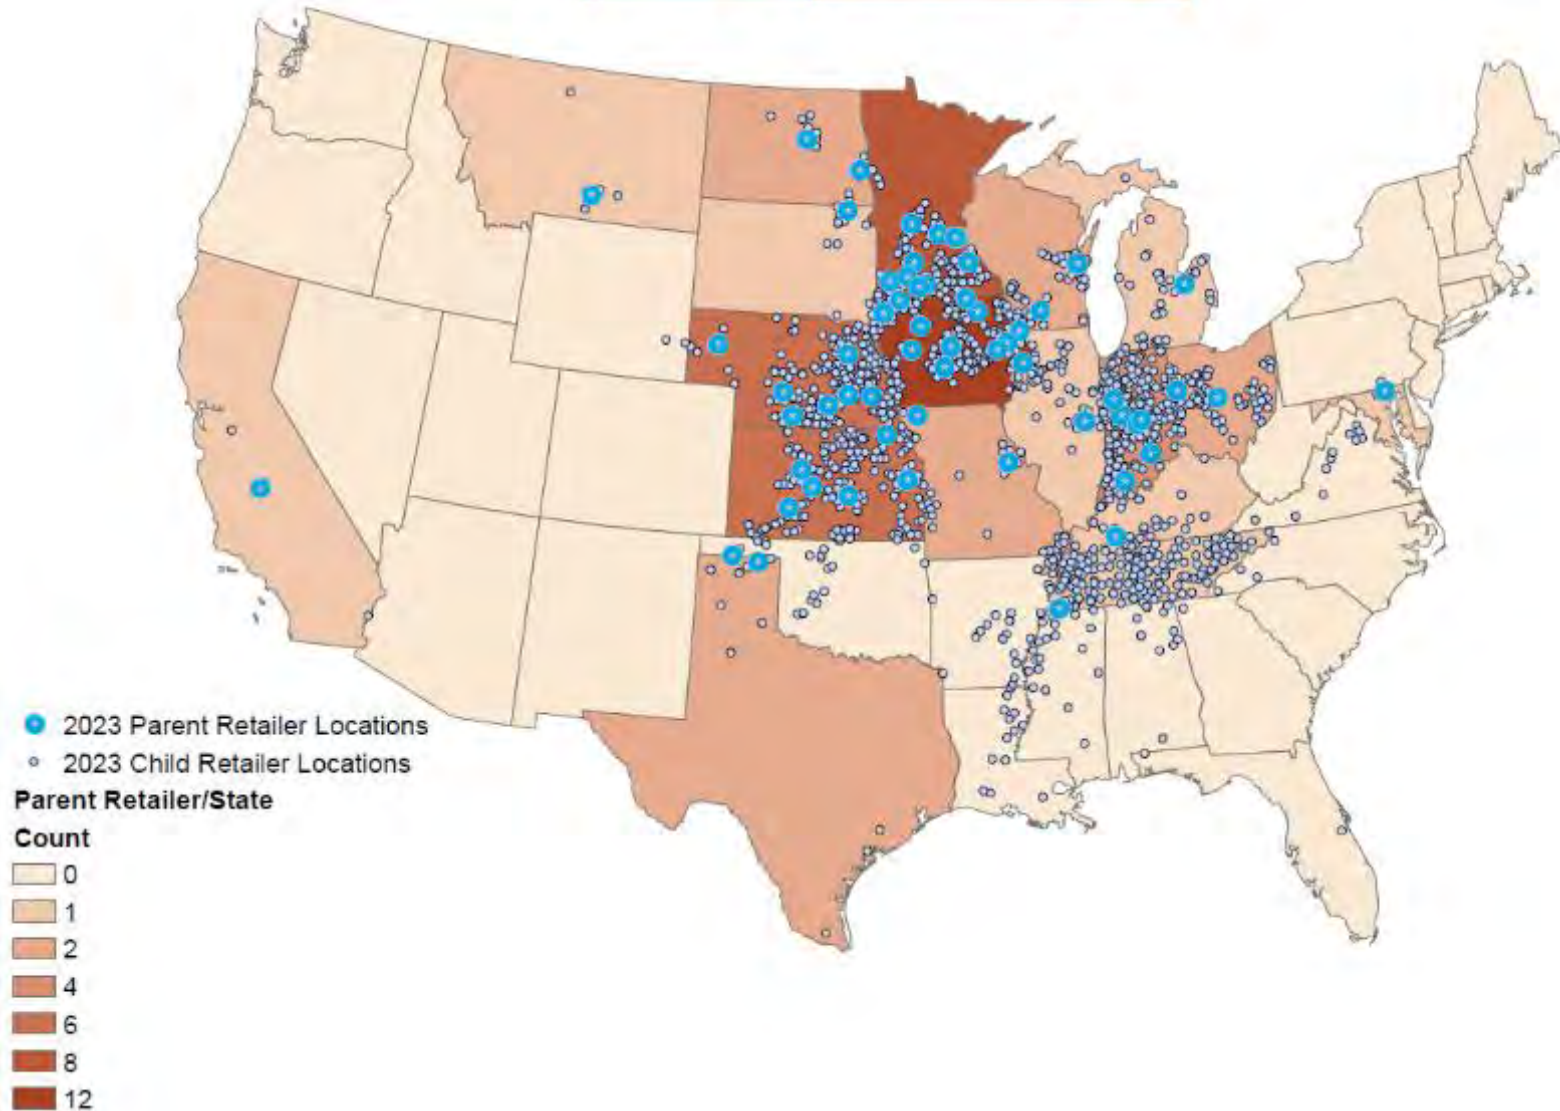 2023 Parent Retailer Locations
2023 Child Retailer Locations
Parent Retailer/State
Count
0
1
2
4
6
8
12